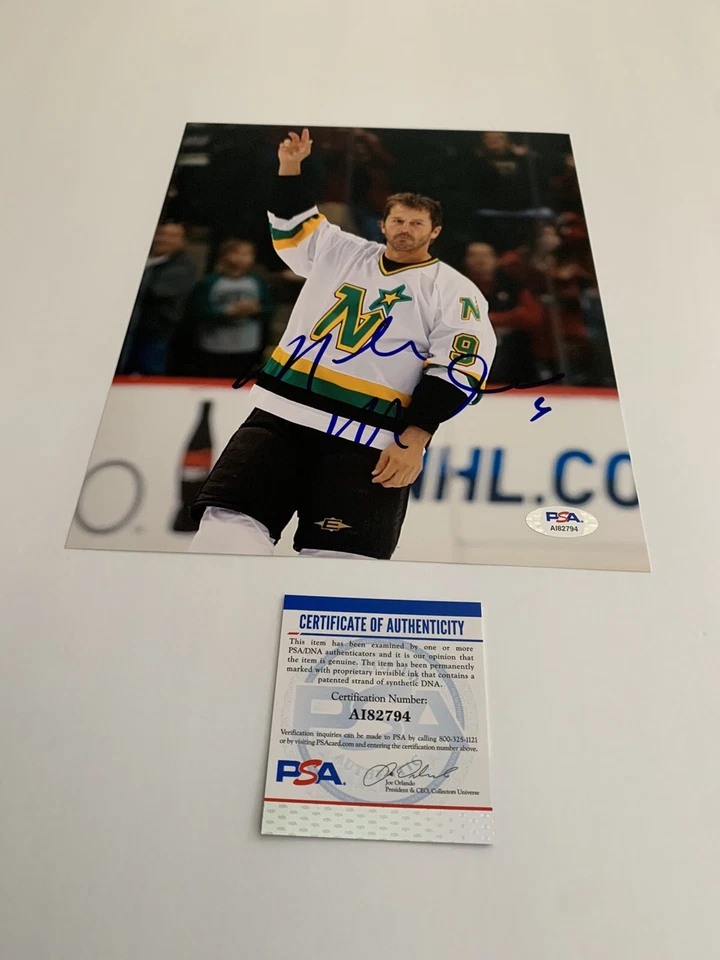 N
N
9
NHL.CO
PSA
AI82794
CERTIFICATE OF AUTHENTICITY
This item has been examined by one or more
PSA/DNA authenticators and it is our opinion that
the item is genuine. The item has been permanently
marked with proprietary invisible ink that contains a
patented strand of synthetic DNA.
Certification Number:
AI82794
Verification inquiries can be made to PSA by calling 800-325-1121
or by visiting PSAcard.com and entering the certification number above.
PSA
Joe Orlando
President & CEO, Collectors Universe